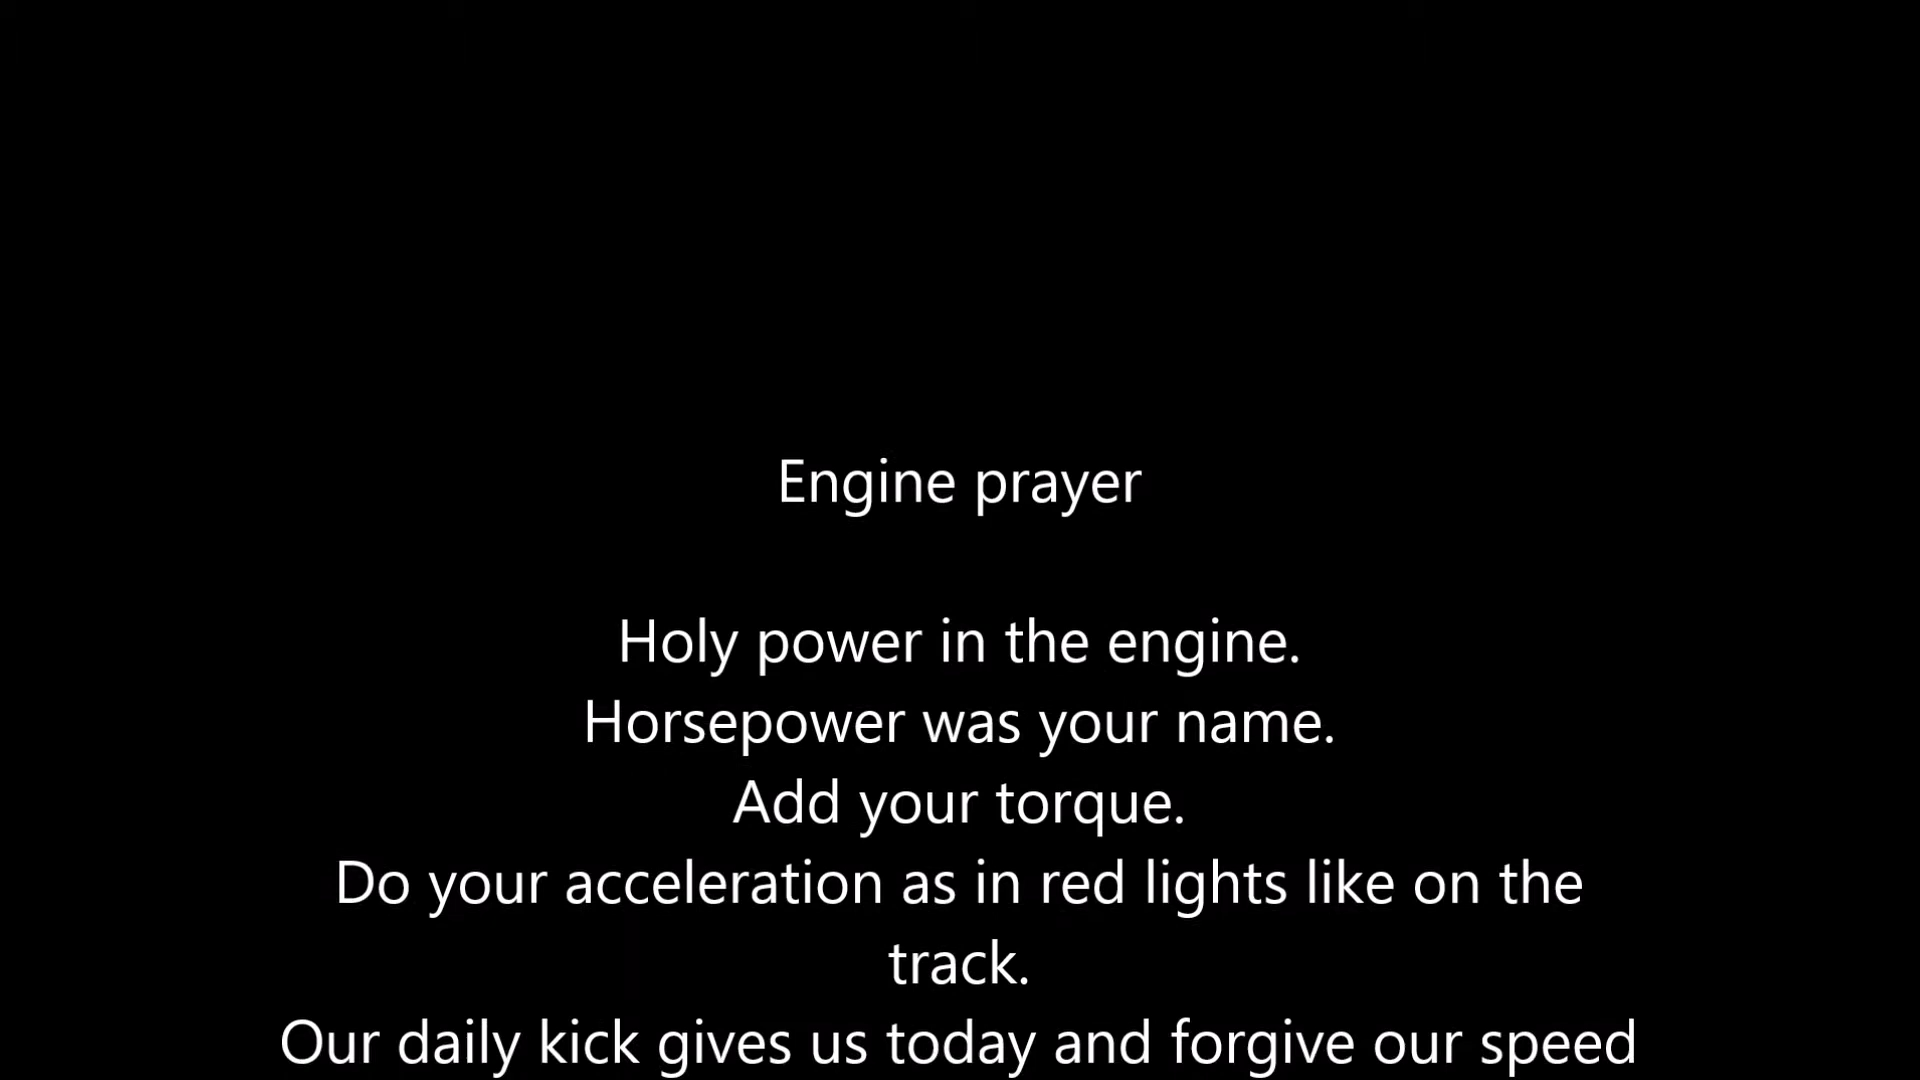 Engine prayer
Holy power in the engine.
Horsepower was your name.
Add your torque.
Do your acceleration as in red lights like on the
track.
Our daily kick gives us today and forgive our speed